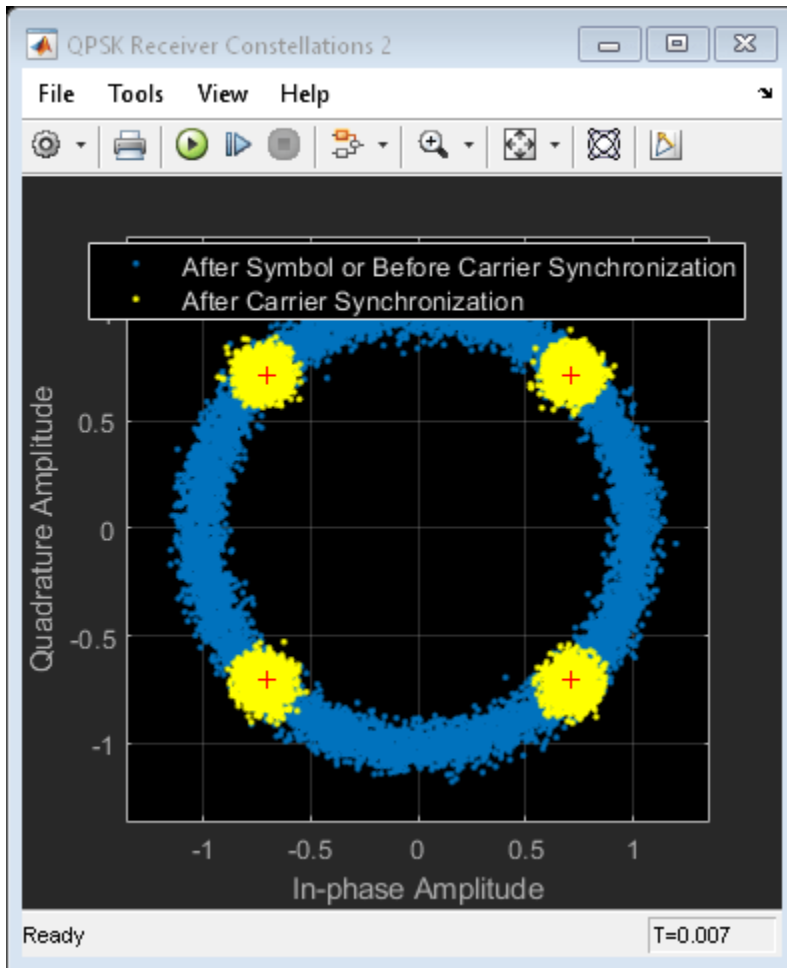 QPSK Receiver Constellations 2
File Tools View Help
After Symbol or Before Carrier Synchronization
After Carrier Synchronization
Quadrature Amplitude
0.5
0
-0.5
-1
-1 -0.5 0 0.5 1
In-phase Amplitude
Ready T=0.007